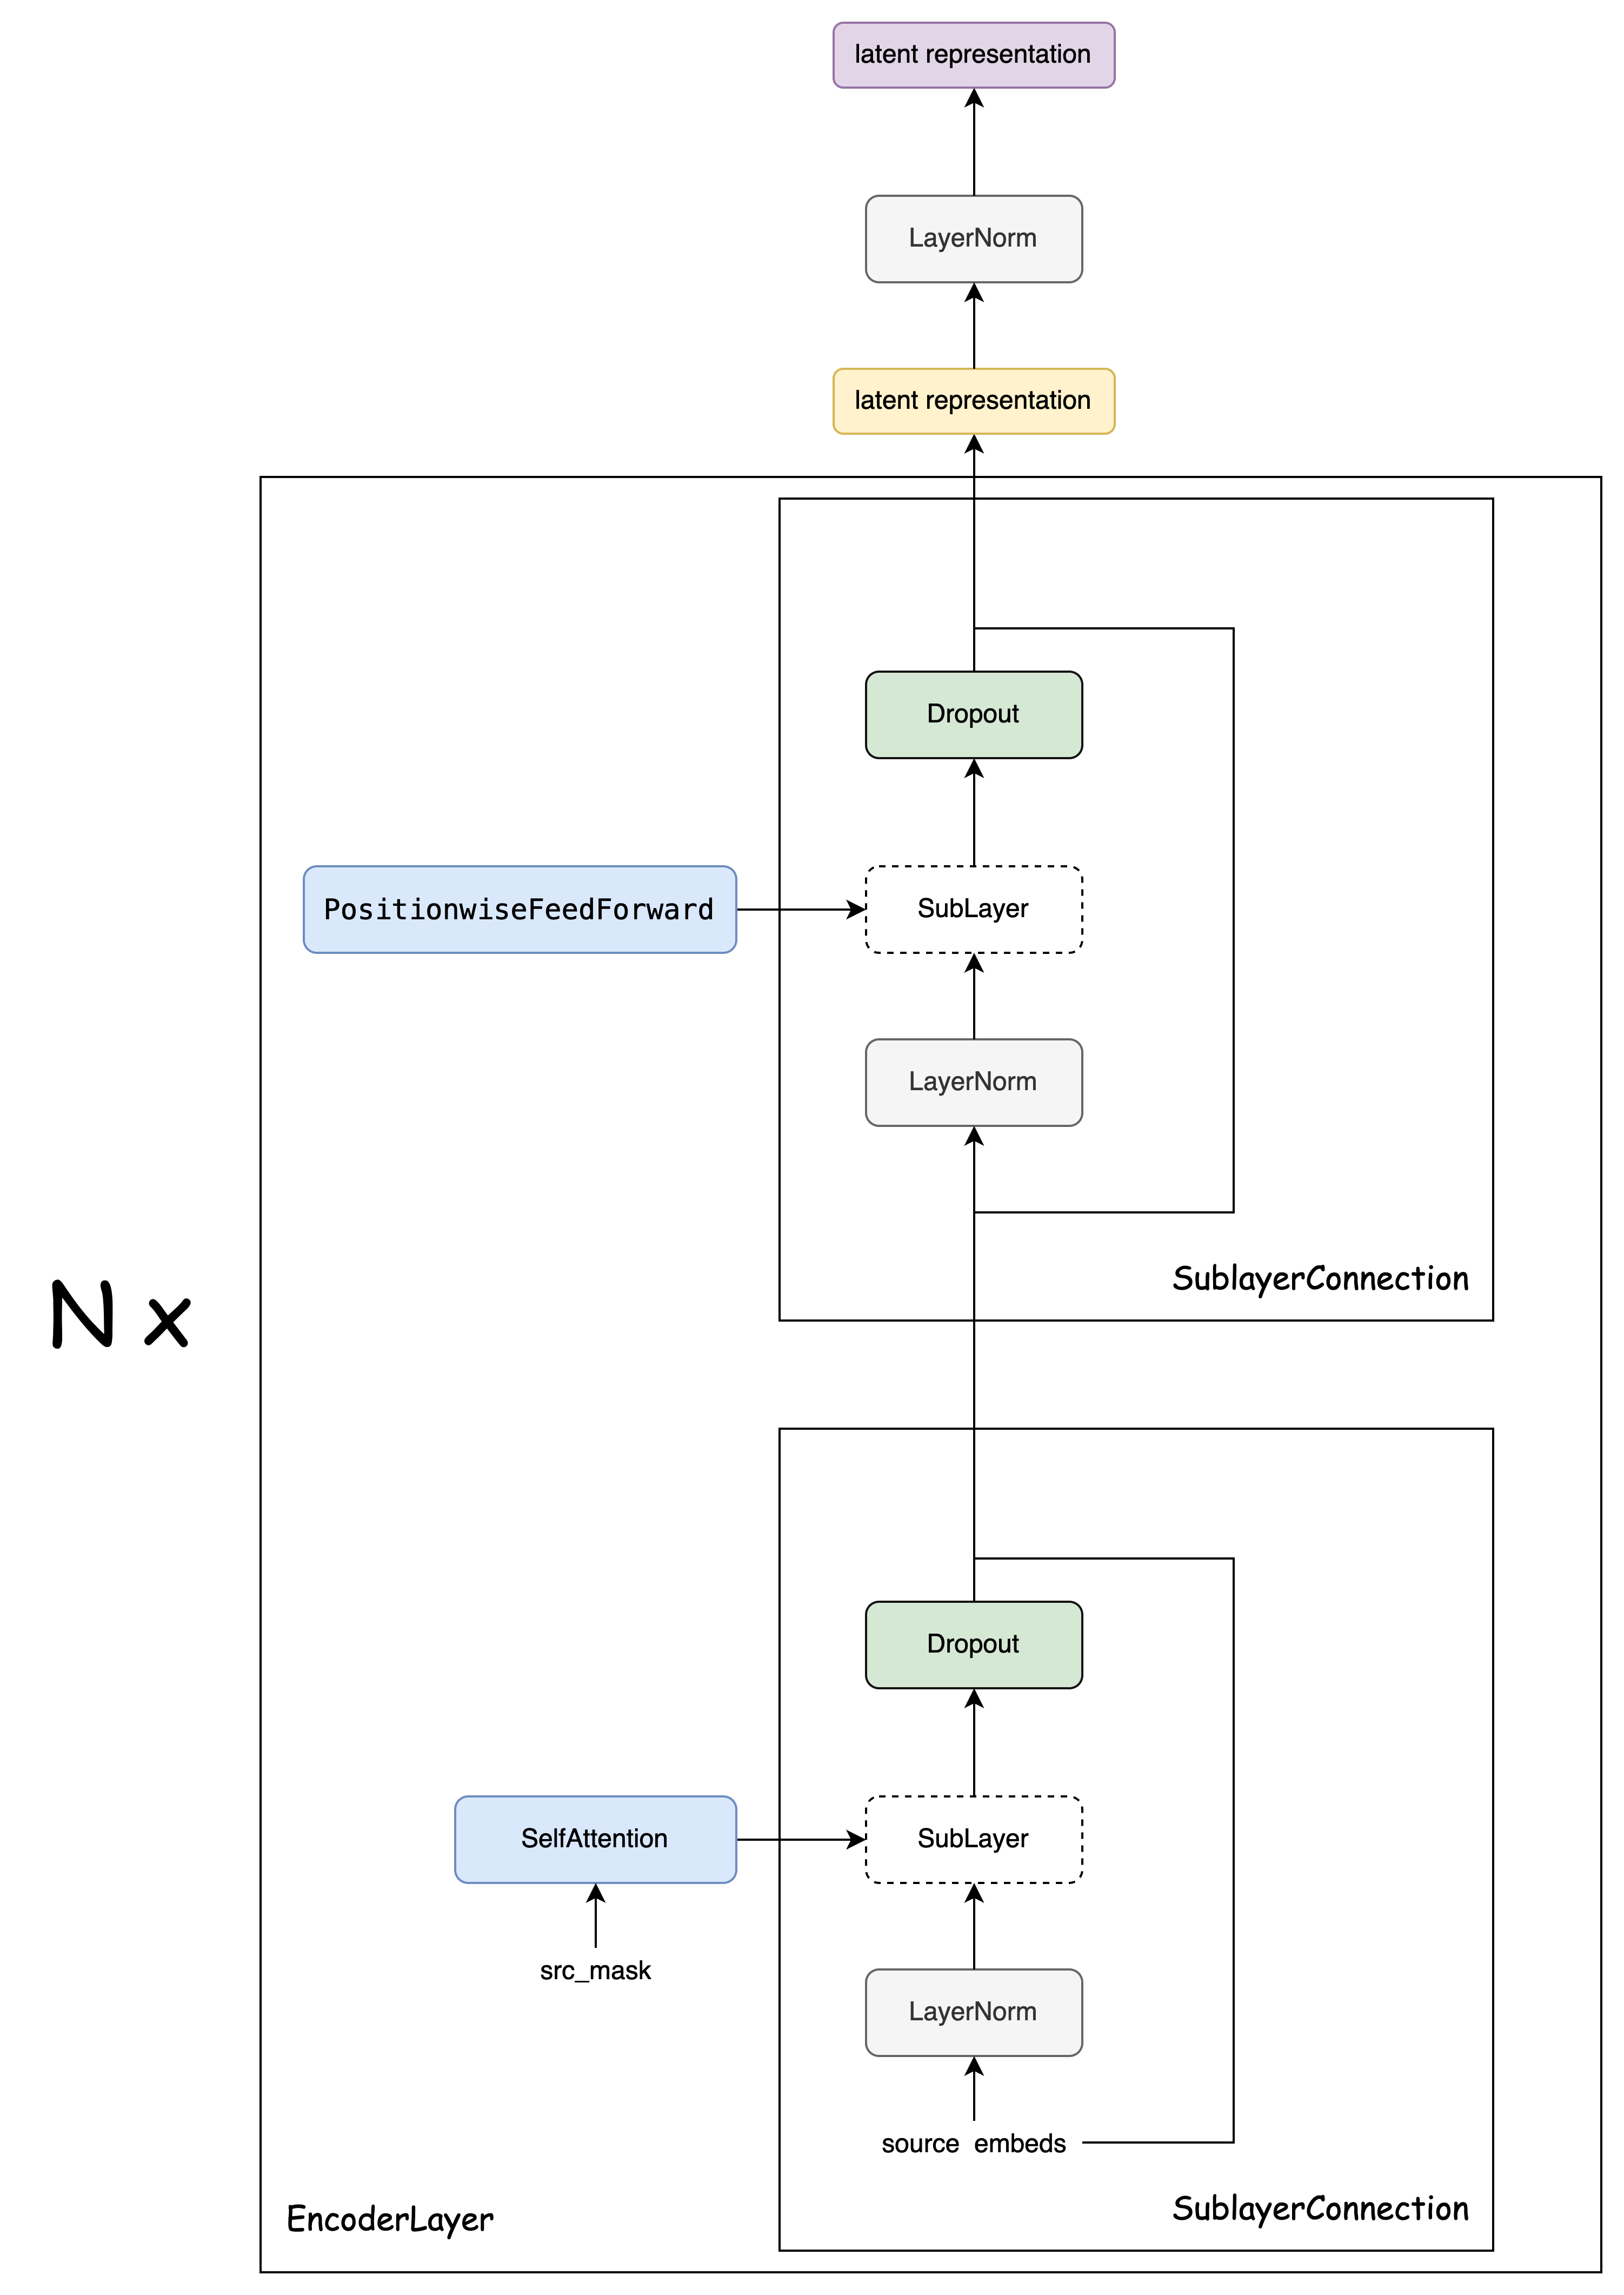 latent representation
LayerNorm
latent representation
Dropout
PositionwiseFeedForward
SubLayer
LayerNorm
SublayerConnection
N x
Dropout
SelfAttention
SubLayer
src_mask
LayerNorm
source embeds
SublayerConnection
EncoderLayer